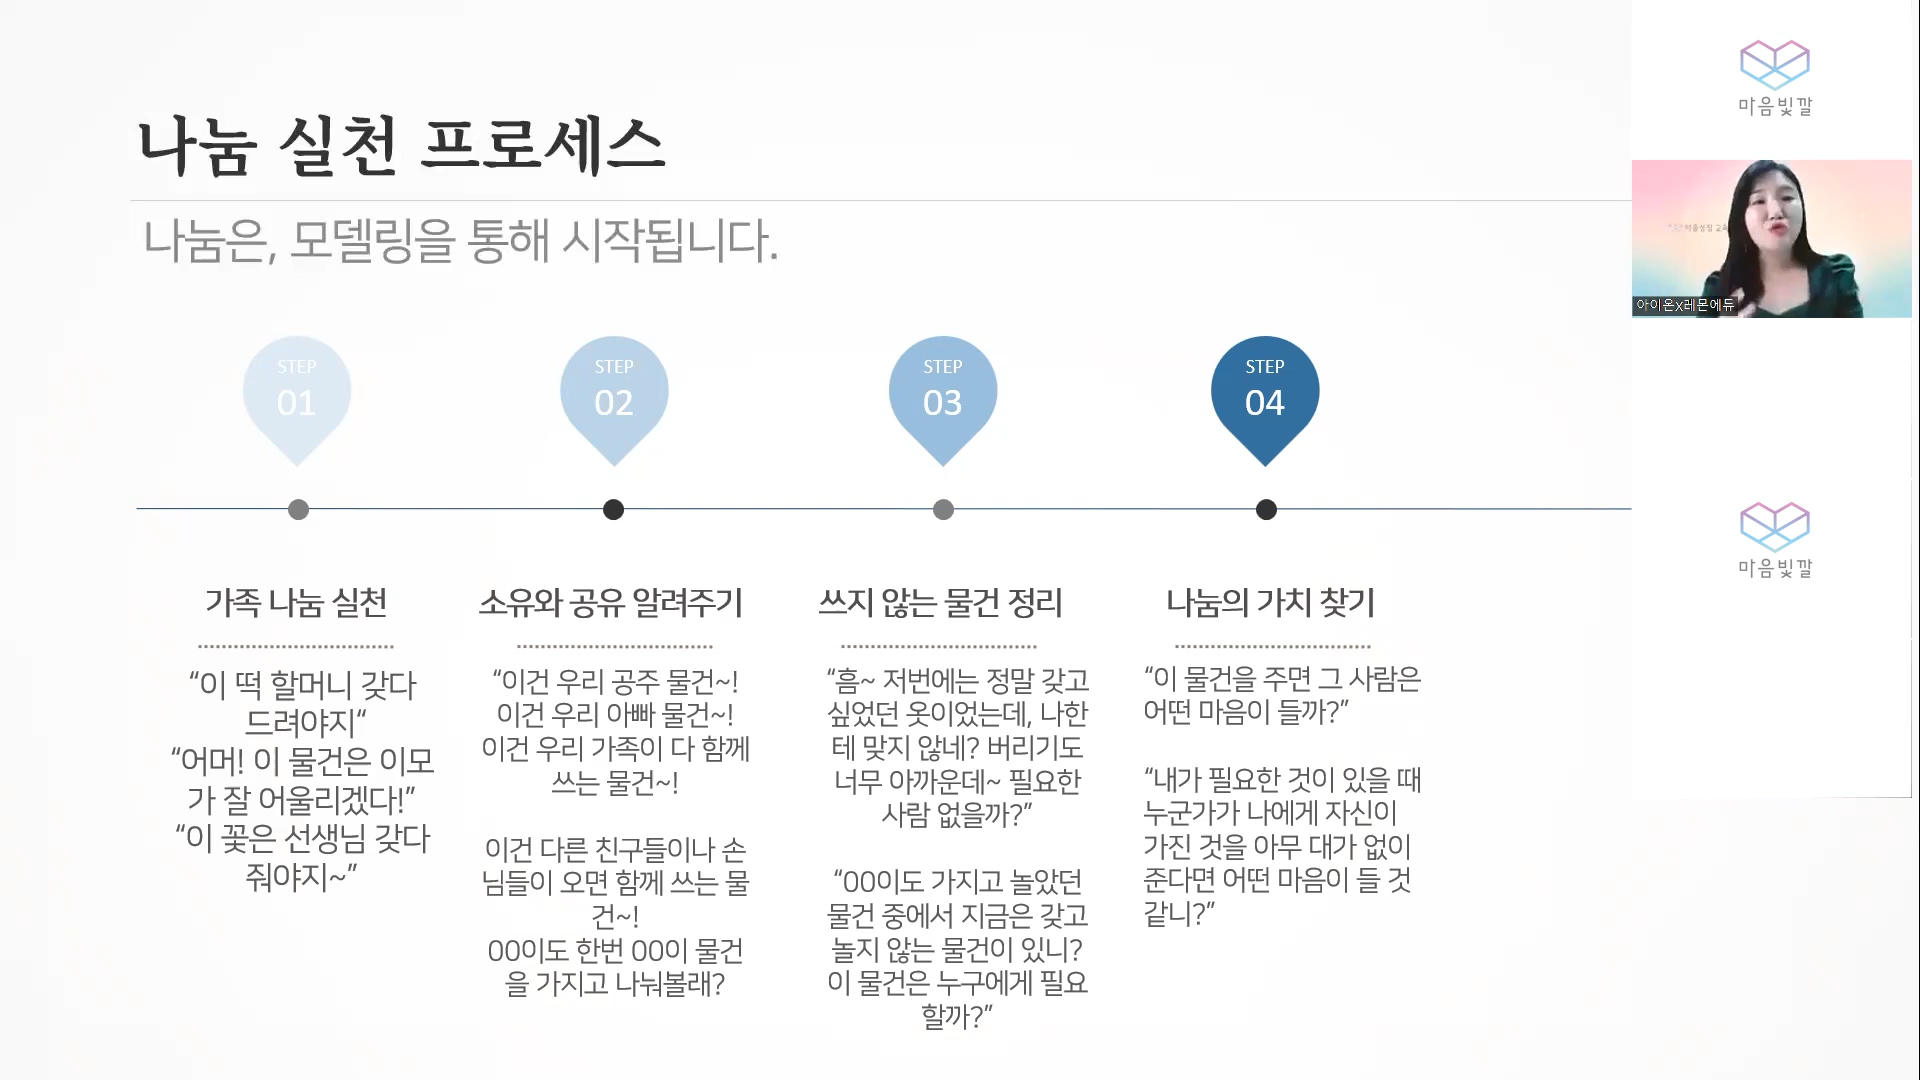 나눔 실천 프로세스
나눔은, 모델링을 통해 시작됩니다.
STEP
01
STEP
02
STEP
03
STEP
04
가족 나눔 실천
“이 떡 할머니 갖다
드려야지“
“어머! 이 물건은 이모
가 잘 어울리겠다!”
“이 꽃은 선생님 갖다
줘야지~”
소유와 공유 알려주기
“이건 우리 공주 물건~!
이건 우리 아빠 물건~!
이건 우리 가족이 다 함께
쓰는 물건~!
이건 다른 친구들이나 손
님들이 오면 함께 쓰는 물
건~!
00이도 한번 00이 물건
을 가지고 나눠볼래?
쓰지 않는 물건 정리
“흠~ 저번에는 정말 갖고
싶었던 옷이었는데, 나한
테 맞지 않네? 버리기도
너무 아까운데~ 필요한
사람 없을까?”
“00이도 가지고 놀았던
물건 중에서 지금은 갖고
놀지 않는 물건이 있니?
이 물건은 누구에게 필요
할까?”
나눔의 가치 찾기
“이 물건을 주면 그 사람은
어떤 마음이 들까?”
“내가 필요한 것이 있을 때
누군가가 나에게 자신이
가진 것을 아무 대가 없이
준다면 어떤 마음이 들 것
같니?”
마음빛깔
아이온x레몬에듀
마음빛깔